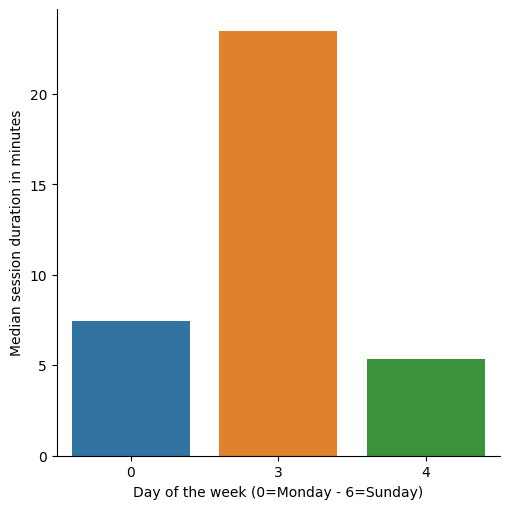 Median session duration in minutes
20
15
10
5
0
0 3 4
Day of the week (0=Monday - 6=Sunday)